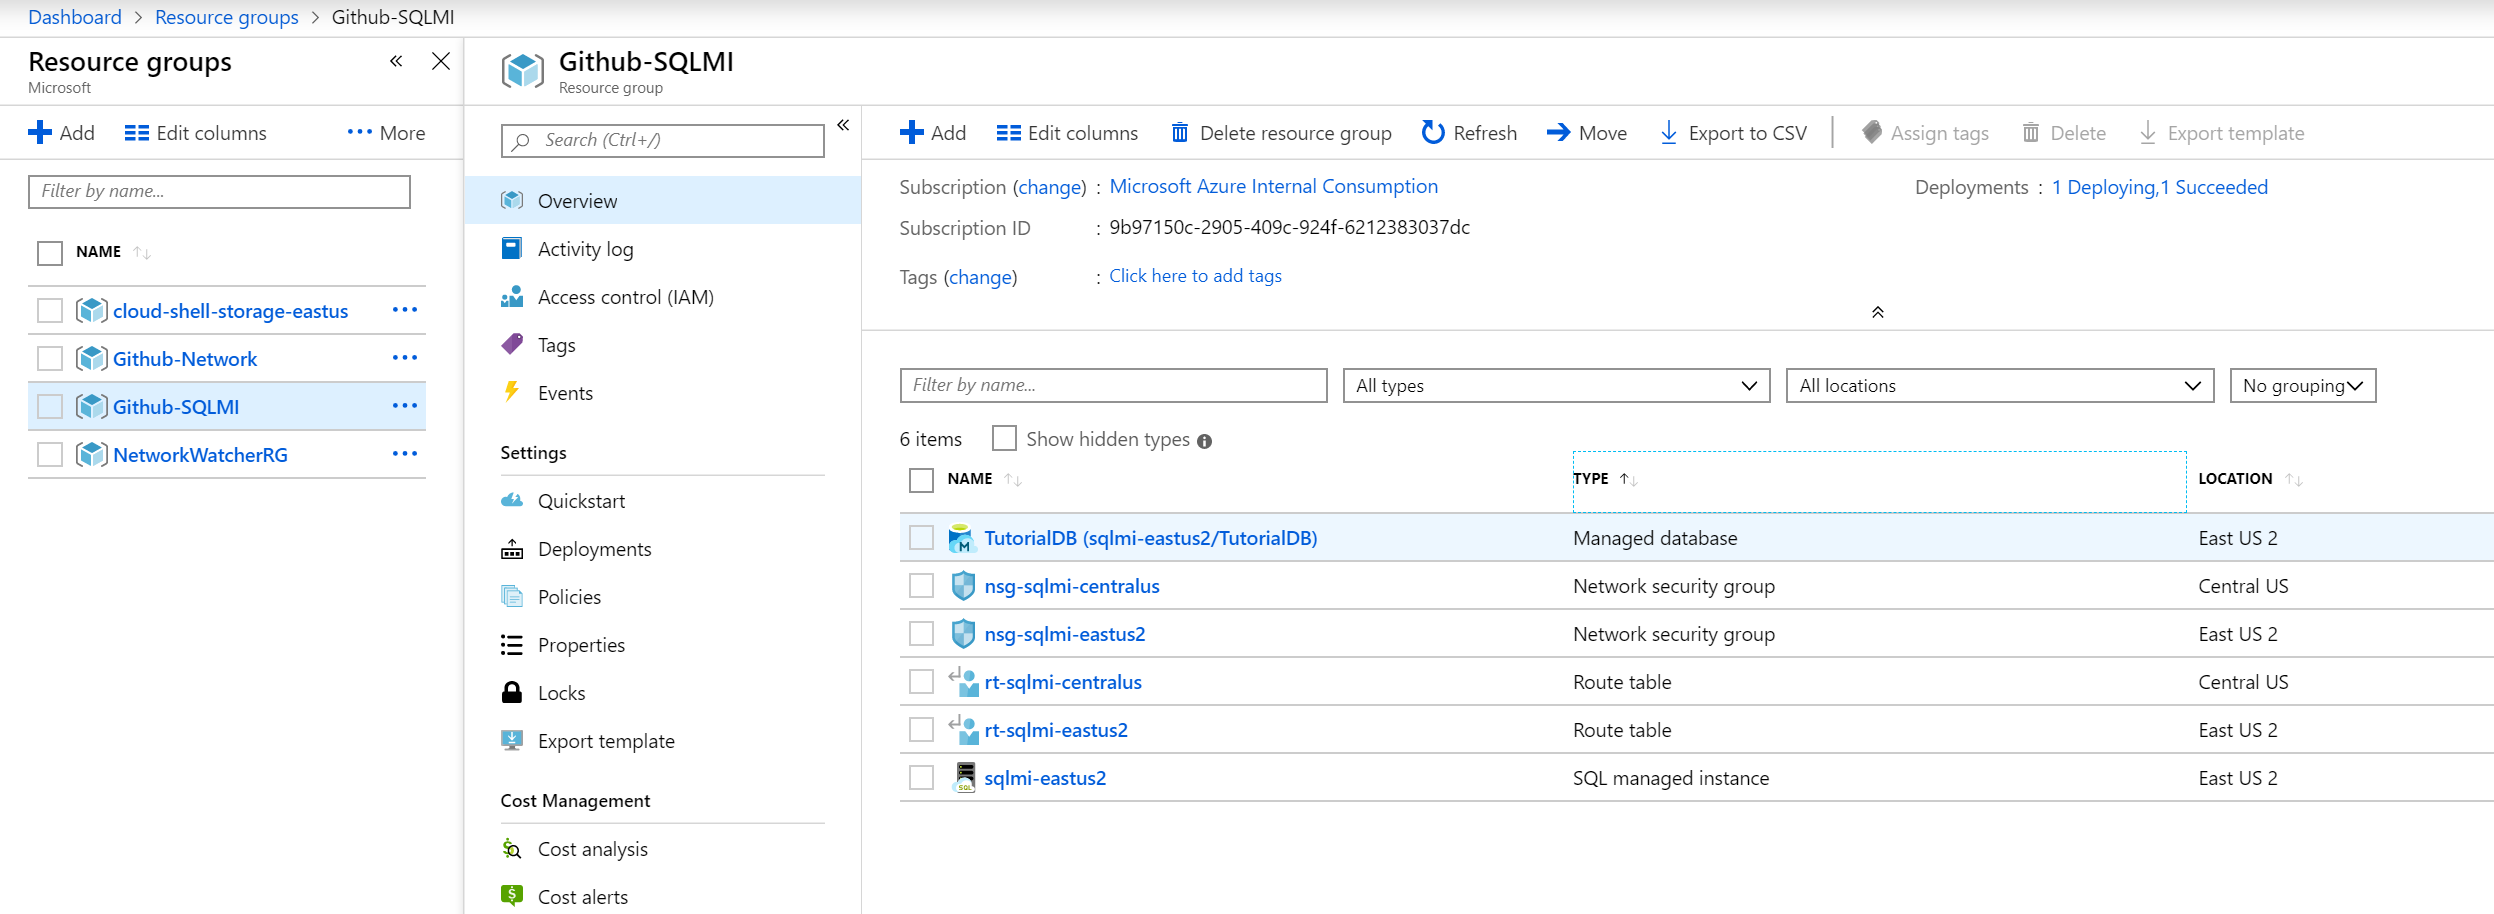 Dashboard > Resource groups > Github-SQLMI
Resource groups
Microsoft
Add Edit columns More
Filter by name...
NAME
cloud-shell-storage-eastus
Github-Network
Github-SQLMI
NetworkWatcherRG
Github-SQLMI
Resource group
Search (Ctrl+/)
Overview
Activity log
Access control (IAM)
Tags
Events
Settings
Quickstart
Deployments
Policies
Properties
Locks
Export template
Cost Management
Cost analysis
Cost alerts
Add Edit columns Delete resource group Refresh Move Export to CSV Assign tags Delete Export template
Subscription (change) : Microsoft Azure Internal Consumption Deployments : 1 Deploying,1 Succeeded
Subscription ID : 9b97150c-2905-409c-924f-6212383037dc
Tags (change) : Click here to add tags
Filter by name... All types All locations No grouping
6 items Show hidden types
NAME TYPE LOCATION
TutorialDB (sqlmi-eastus2/TutorialDB) Managed database East US 2
nsg-sqlmi-centralus Network security group Central US
nsg-sqlmi-eastus2 Network security group East US 2
rt-sqlmi-centralus Route table Central US
rt-sqlmi-eastus2 Route table East US 2
sqlmi-eastus2 SQL managed instance East US 2